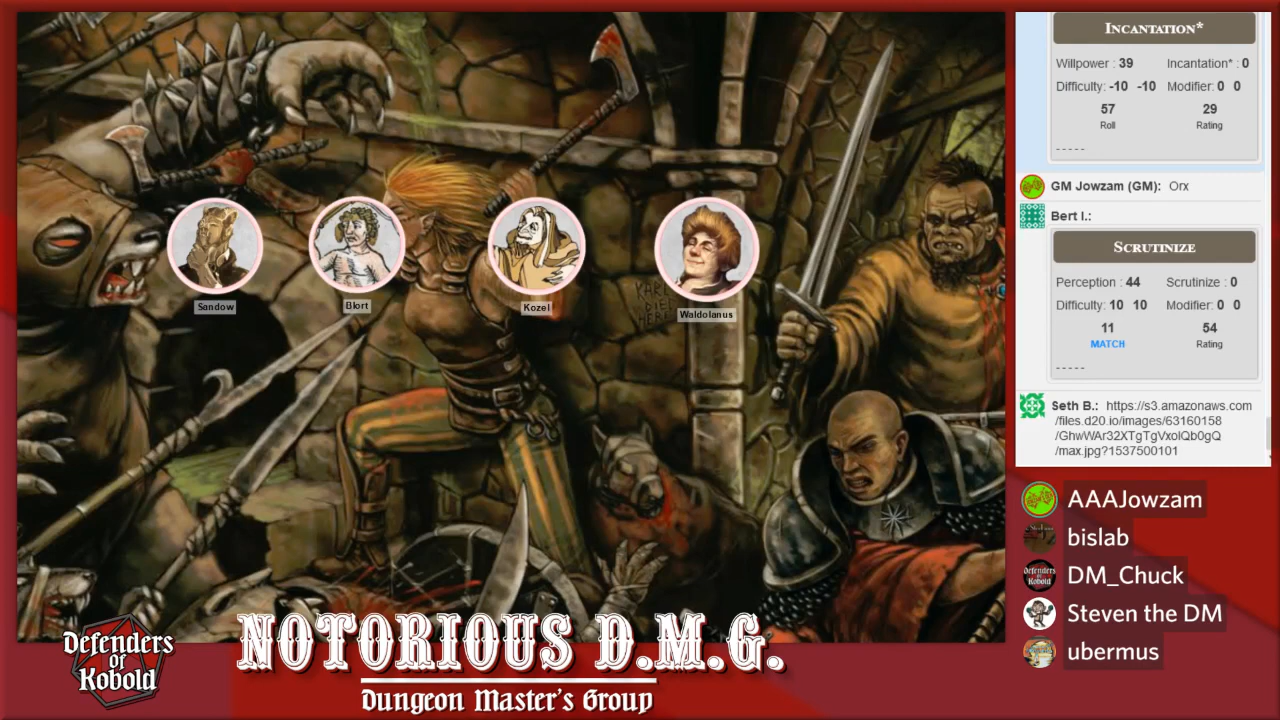 Sandow
Blort
Kozel
Waldolanus
KARL
DIED
HERE
Defenders
of
Kobold
NOTORIOUS D.M.G.
Dungeon Master's Group
INCANTATION*
Willpower : 39 Incantation* : 0
Difficulty: -10 -10 Modifier: 0 0
57 29
Roll Rating
-----
GM Jowzam (GM): Orx
Bert I.:
SCRUTINIZE
Perception : 44 Scrutinize : 0
Difficulty: 10 10 Modifier: 0 0
11 54
MATCH Rating
-----
Seth B.: https://s3.amazonaws.com
/files.d20.io/images/63160158
/GhwWAr32XTgTgVxolQb0gQ
/max.jpg?1537500101
AAAJowzam
bislab
DM_Chuck
Steven the DM
ubermus